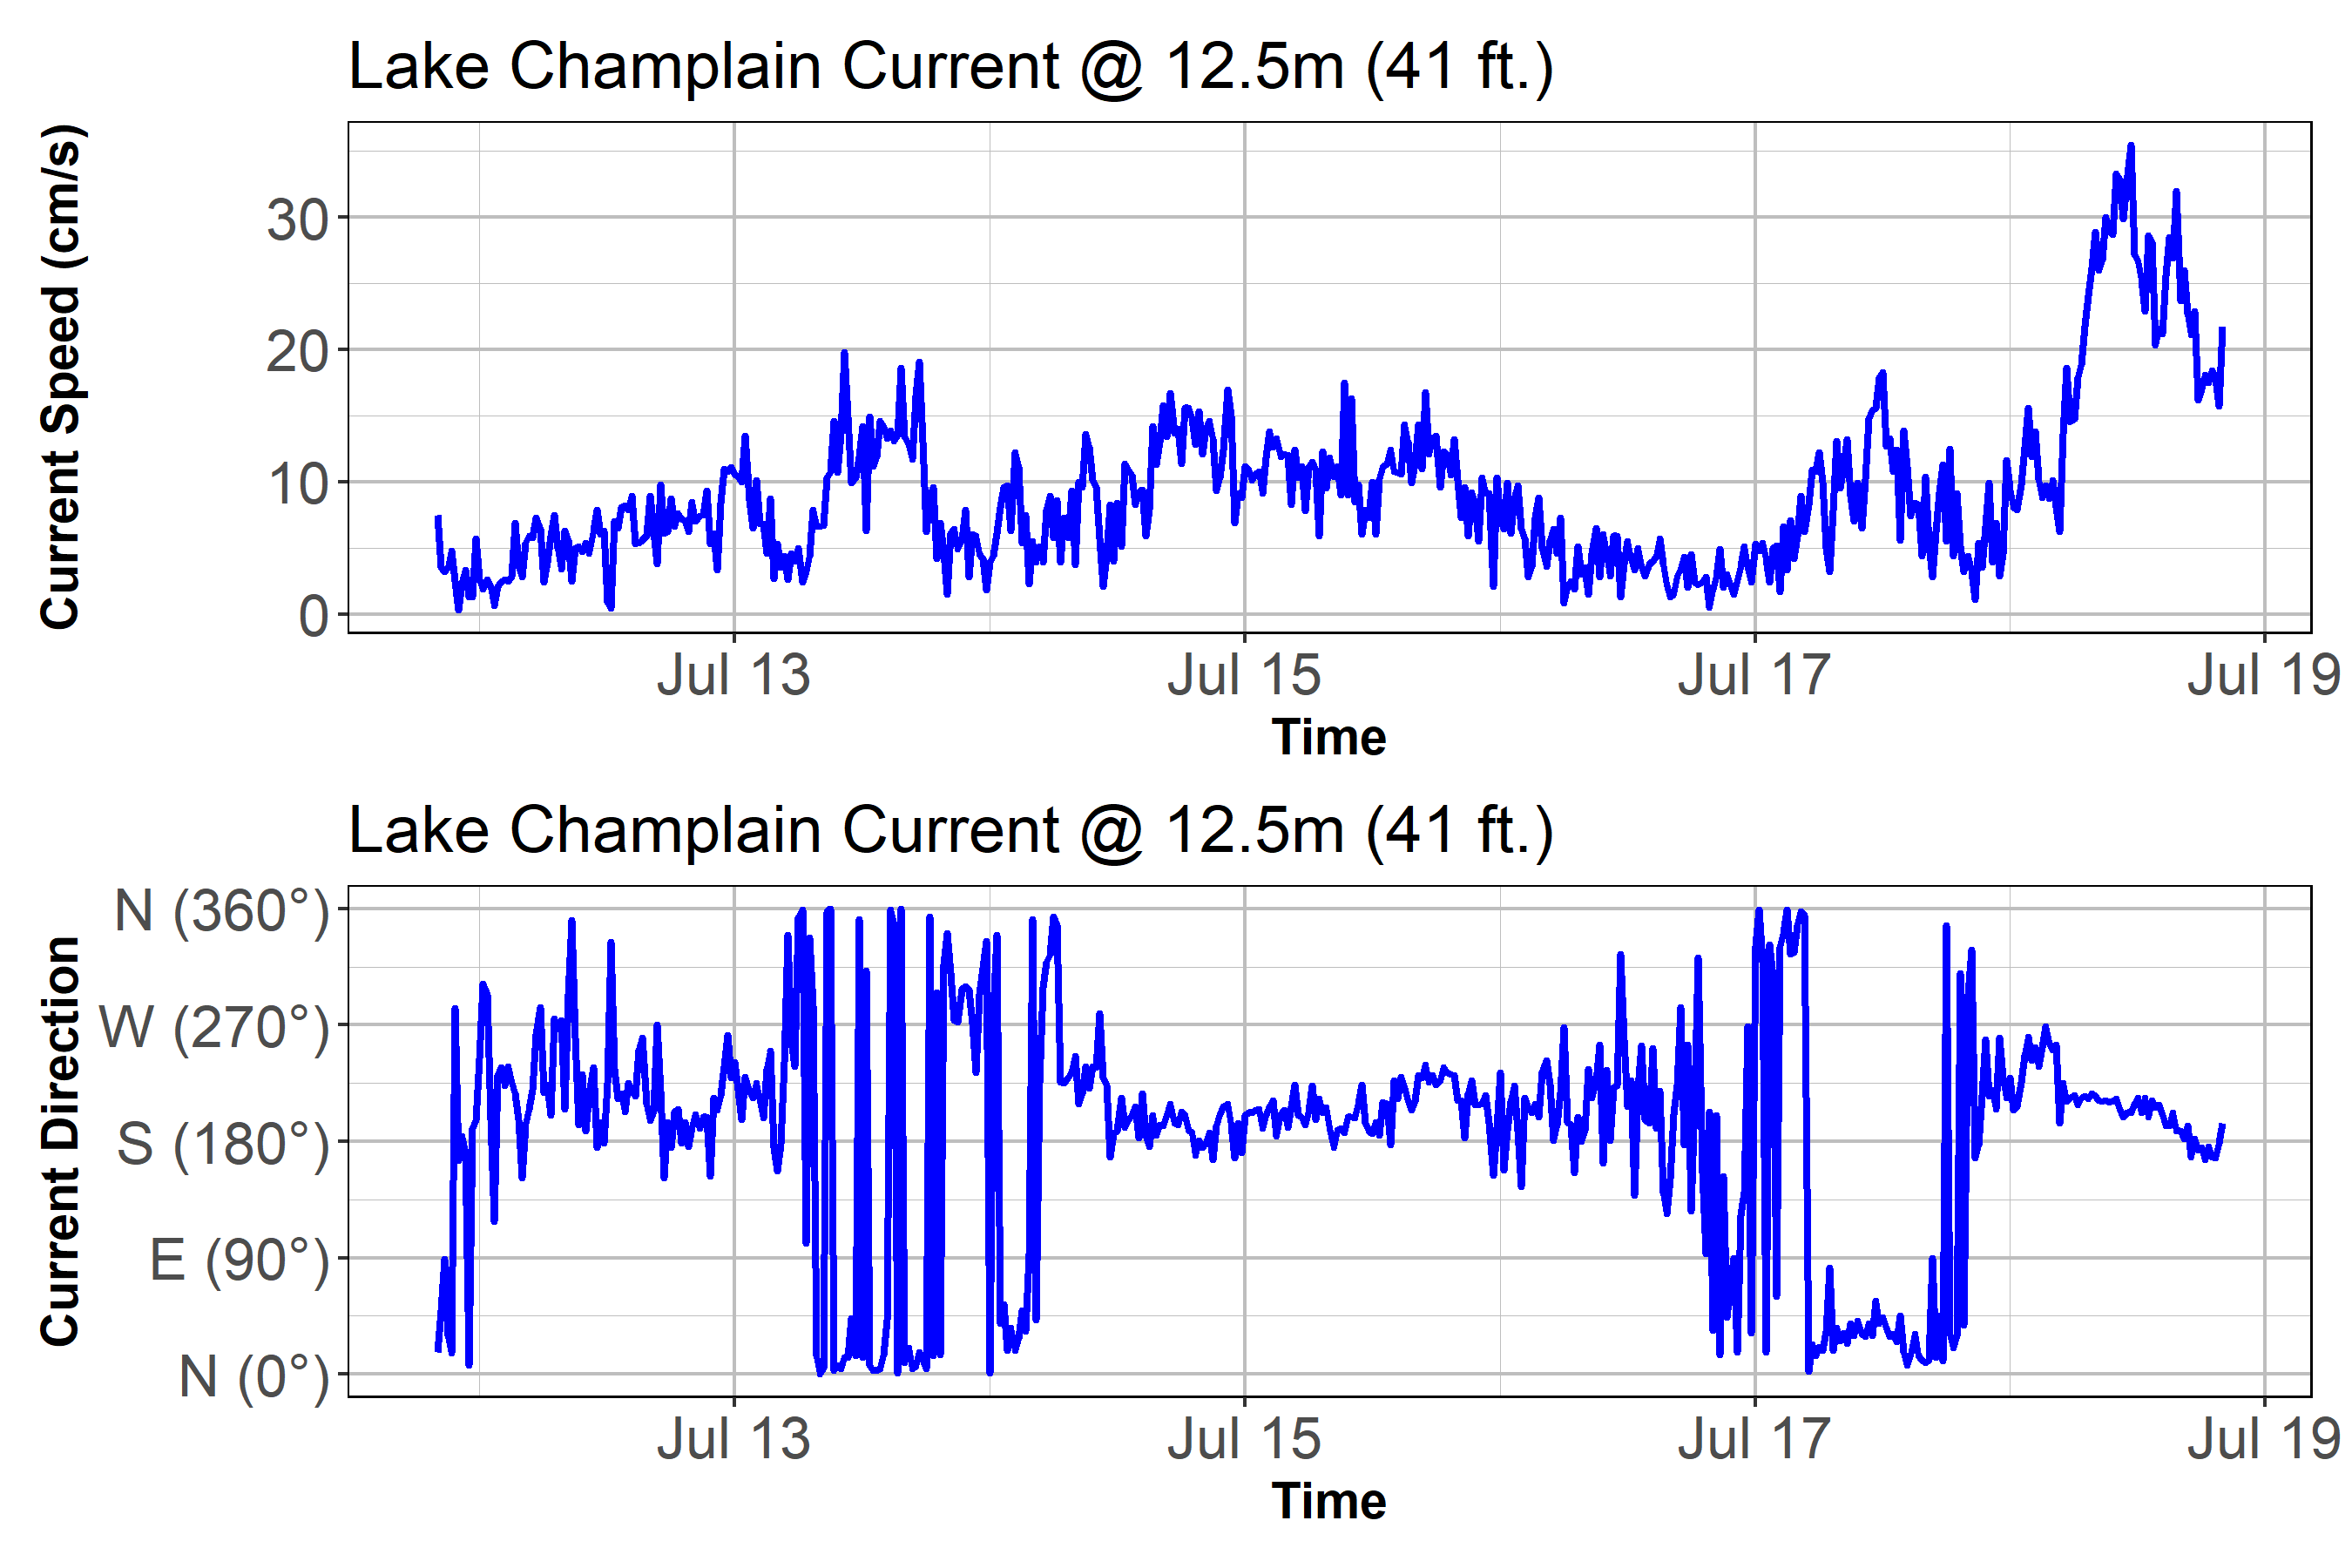 Lake Champlain Current @ 12.5m (41 ft.)
Current Speed (cm/s)
30
20
10
0
Jul 13
Jul 15
Jul 17
Jul 19
Time
Lake Champlain Current @ 12.5m (41 ft.)
Current Direction
N (360°)
W (270°)
S (180°)
E (90°)
N (0°)
Jul 13
Jul 15
Jul 17
Jul 19
Time